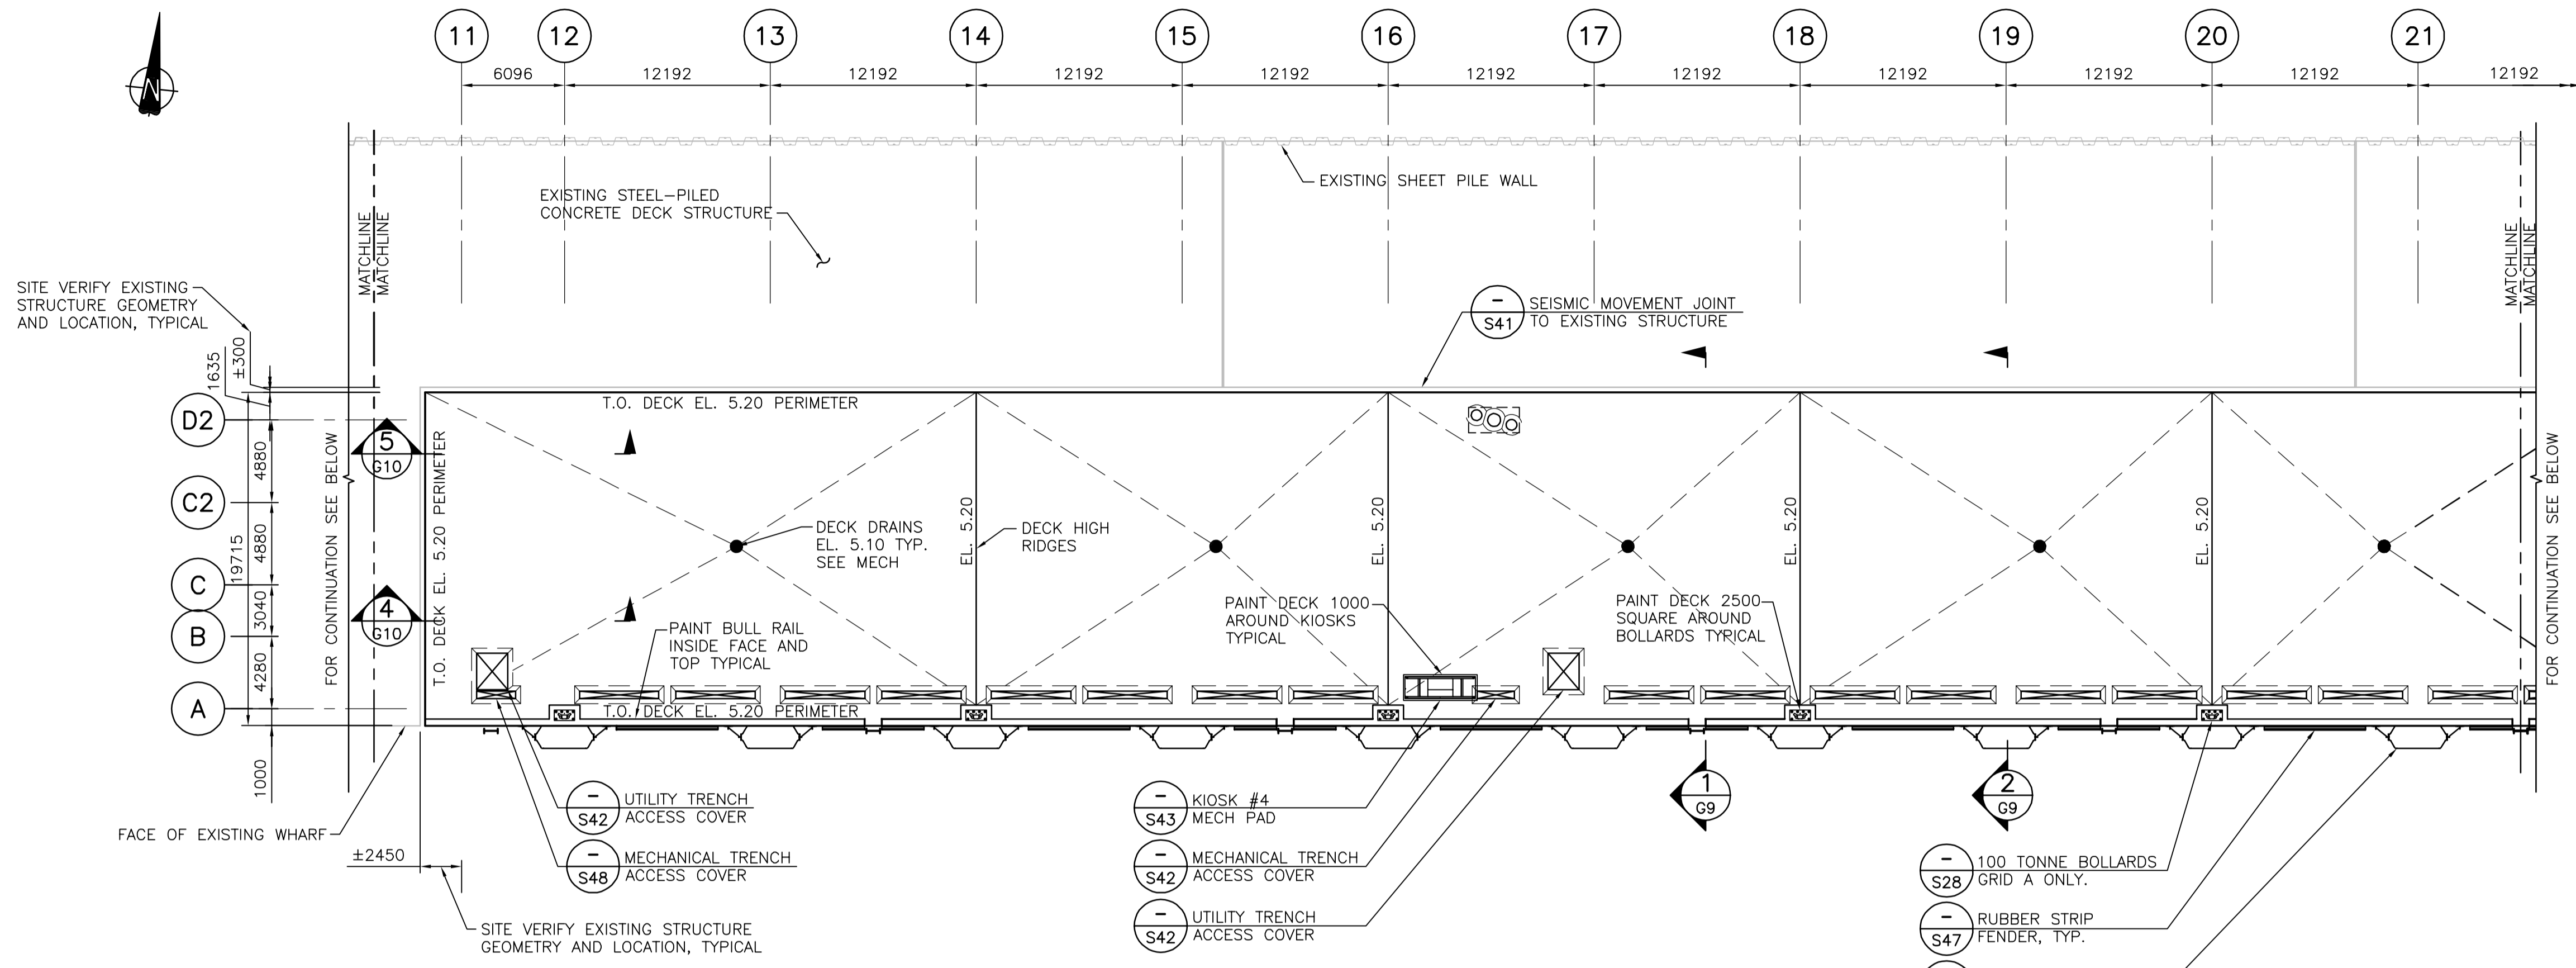 11 12 13 14 15 16 17 18 19 20 21
6096 12192 12192 12192 12192 12192 12192 12192 12192 12192 12192
N
EXISTING SHEET PILE WALL
EXISTING STEEL-PILED
CONCRETE DECK STRUCTURE
MATCHLINE
MATCHLINE
MATCHLINE
MATCHLINE
SITE VERIFY EXISTING
STRUCTURE GEOMETRY
AND LOCATION, TYPICAL
- S41
SEISMIC MOVEMENT JOINT
TO EXISTING STRUCTURE
±300
1635
D2
C2
C
B
A
4880
4880
3040
4280
19715
1000
FOR CONTINUATION SEE BELOW
5 G10
4 G10
T.O. DECK EL. 5.20 PERIMETER
T.O. DECK EL. 5.20 PERIMETER
DECK DRAINS
EL. 5.10 TYP.
SEE MECH
EL. 5.20
DECK HIGH
RIDGES
EL. 5.20
EL. 5.20
EL. 5.20
FOR CONTINUATION SEE BELOW
PAINT BULL RAIL
INSIDE FACE AND
TOP TYPICAL
PAINT DECK 1000
AROUND KIOSKS
TYPICAL
PAINT DECK 2500
SQUARE AROUND
BOLLARDS TYPICAL
T.O. DECK EL. 5.20 PERIMETER
FACE OF EXISTING WHARF
±2450
- S42
UTILITY TRENCH
ACCESS COVER
- S48
MECHANICAL TRENCH
ACCESS COVER
SITE VERIFY EXISTING STRUCTURE
GEOMETRY AND LOCATION, TYPICAL
- S43
KIOSK #4
MECH PAD
- S42
MECHANICAL TRENCH
ACCESS COVER
- S42
UTILITY TRENCH
ACCESS COVER
1 G9
2 G9
- S28
100 TONNE BOLLARDS
GRID A ONLY.
- S47
RUBBER STRIP
FENDER, TYP.